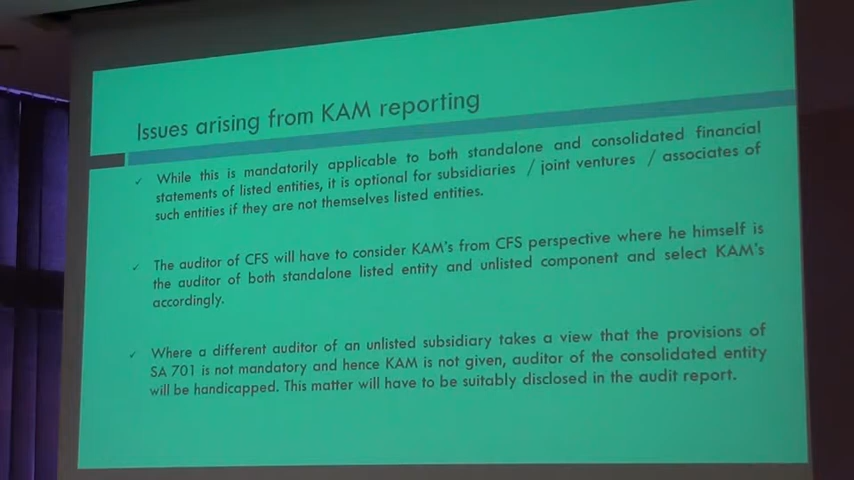 Issues arising from KAM reporting
✓ While this is mandatorily applicable to both standalone and consolidated financial
statements of listed entities, it is optional for subsidiaries / joint ventures / associates of
such entities if they are not themselves listed entities.
✓ The auditor of CFS will have to consider KAM's from CFS perspective where he himself is
the auditor of both standalone listed entity and unlisted component and select KAM's
accordingly.
✓ Where a different auditor of an unlisted subsidiary takes a view that the provisions of
SA 701 is not mandatory and hence KAM is not given, auditor of the consolidated entity
will be handicapped. This matter will have to be suitably disclosed in the audit report.